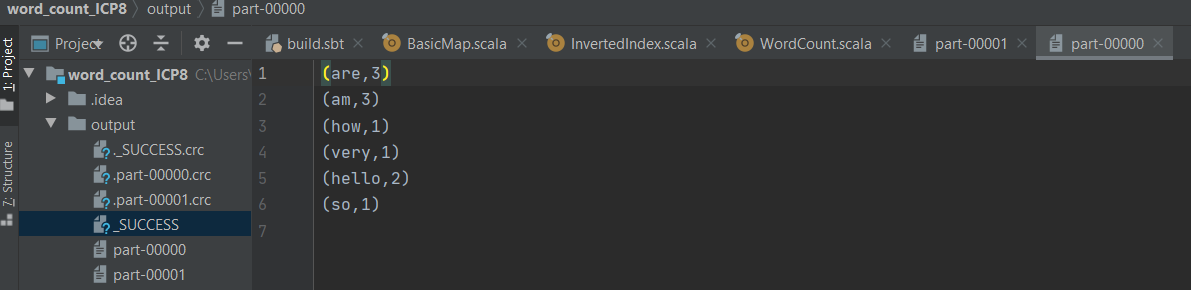 word_count_ICP8 output part-00000
Project build.sbt BasicMap.scala InvertedIndex.scala WordCount.scala part-00001 part-00000
1: Project
7: Structure
word_count_ICP8 C:\Users\
.idea
output
._SUCCESS.crc
.part-00000.crc
.part-00001.crc
_SUCCESS
part-00000
part-00001
1 (are,3)
2 (am,3)
3 (how,1)
4 (very,1)
5 (hello,2)
6 (so,1)
7